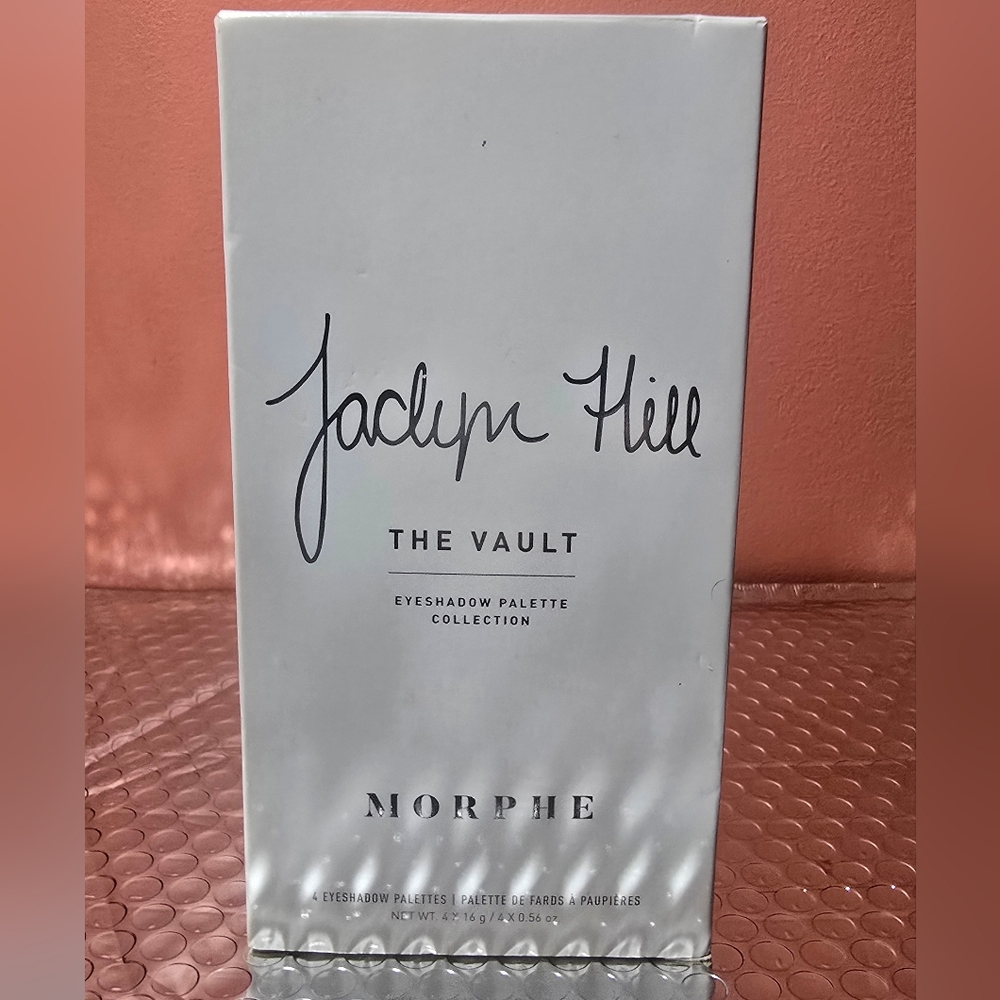 Jaclyn Hill
THE VAULT
EYESHADOW PALETTE
COLLECTION
MORPHE
4 EYESHADOW PALETTES | PALETTE DE FARDS À PAUPIÈRES
NET WT. 4 X 16 g / 4 X 0.56 oz